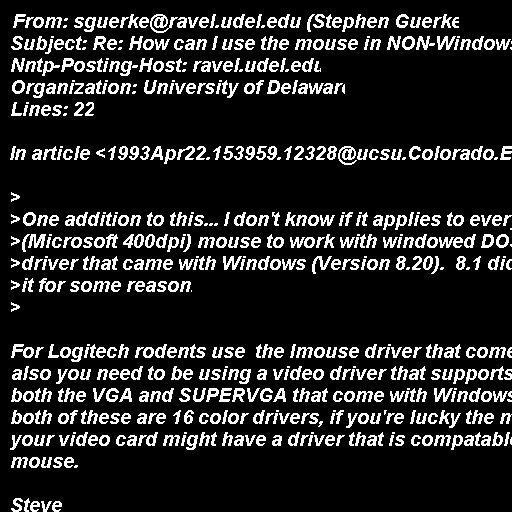 From: sguerke@ravel.udel.edu (Stephen Guerke
Subject: Re: How can I use the mouse in NON-Windows
Nntp-Posting-Host: ravel.udel.edu
Organization: University of Delaware
Lines: 22
In article <1993Apr22.153959.12328@ucsu.Colorado.E
>
>One addition to this... I don't know if it applies to ever
>(Microsoft 400dpi) mouse to work with windowed DOS
>driver that came with Windows (Version 8.20).  8.1 did
>it for some reason
>
For Logitech rodents use  the lmouse driver that come
also you need to be using a video driver that supports
both the VGA and SUPERVGA that come with Windows
both of these are 16 color drivers, if you're lucky the m
your video card might have a driver that is compatable
mouse.
Steve